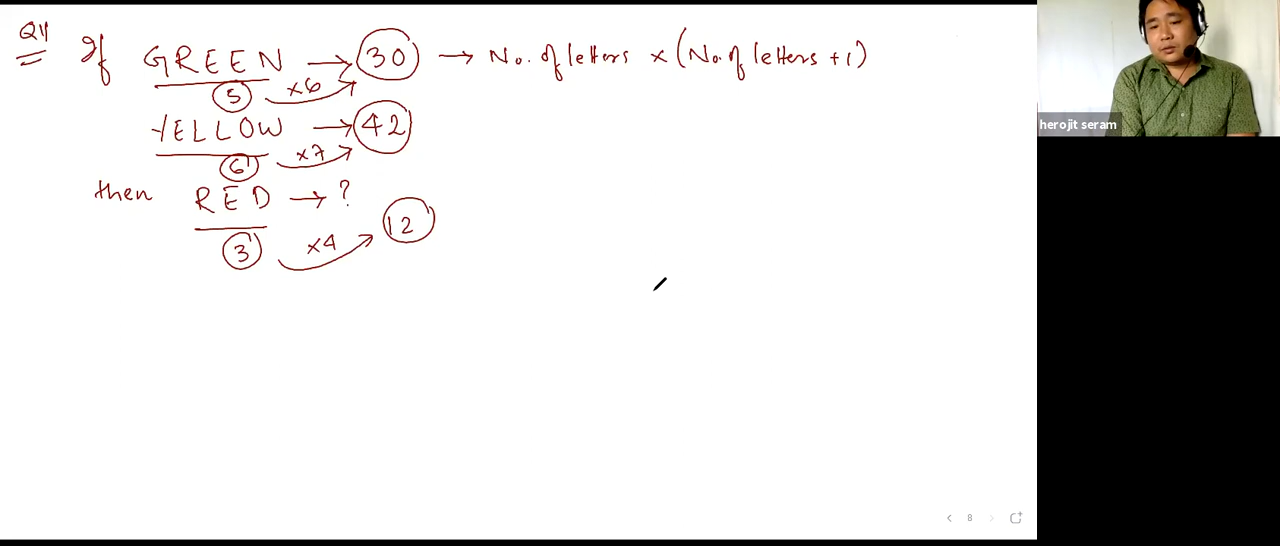 Q11 If GREEN → 30 → No. of letters × (No. of letters + 1)
5 ×6
YELLOW → 42
6 ×7
then RED → ?
3 ×4 12
herojit seram
8